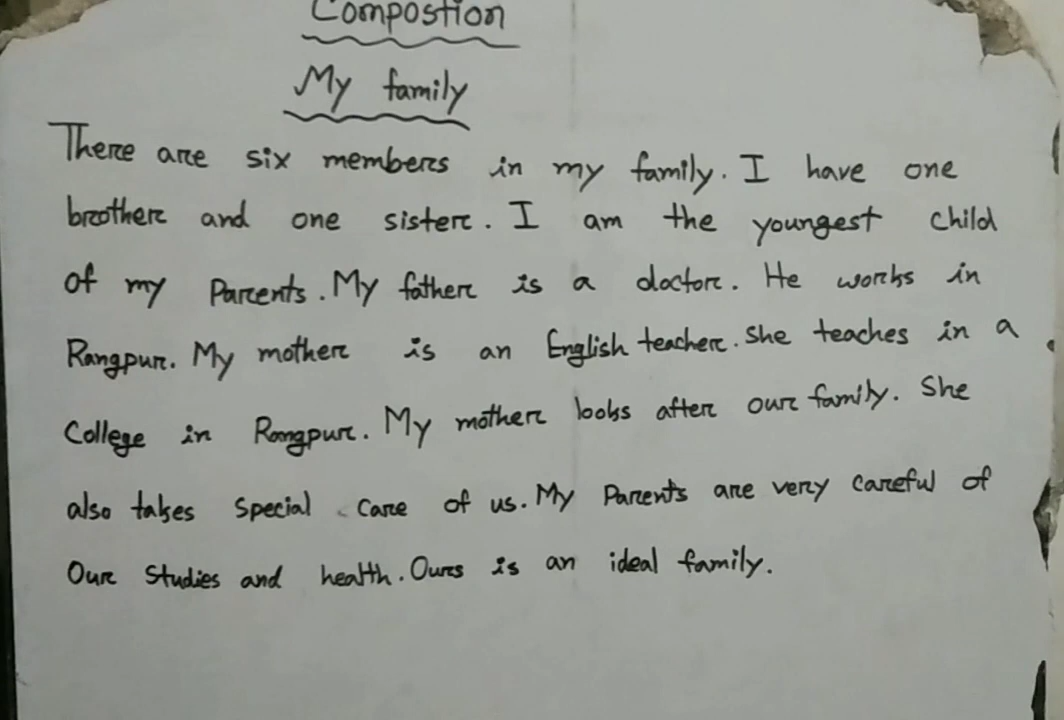 Compostion
My family
There are six members in my family. I have one
brother and one sister. I am the youngest child
of my Parents. My father is a doctor. He works in
Rangpur. My mother is an English teacher. She teaches in a
College in Rangpur. My mother looks after our family. She
also takes Special care of us. My Parents are very careful of
Our Studies and health. Ours is an ideal family.